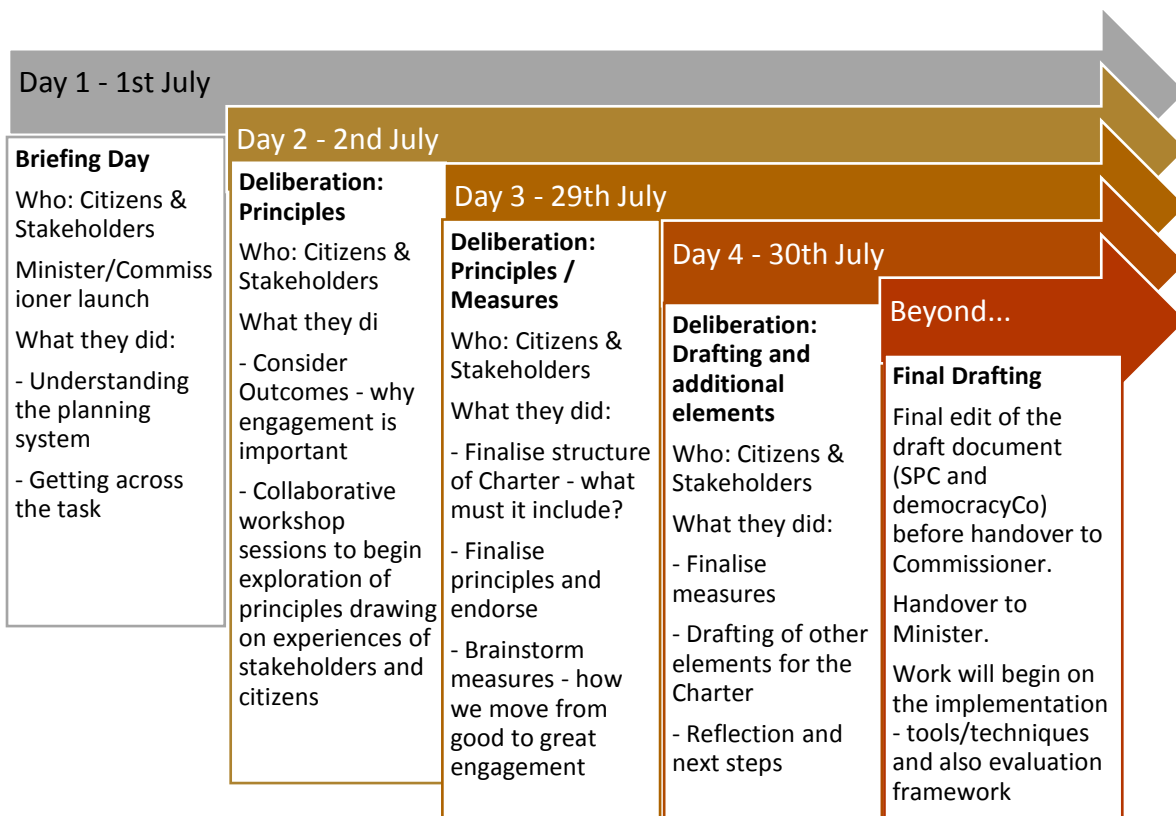 Day 1 - 1st July
Briefing Day
Who: Citizens &
Stakeholders
Minister/Commiss
ioner launch
What they did:
- Understanding
the planning
system
- Getting across
the task
Day 2 - 2nd July
Deliberation:
Principles
Who: Citizens &
Stakeholders
What they di
- Consider
Outcomes - why
engagement is
important
- Collaborative
workshop
sessions to begin
exploration of
principles drawing
on experiences of
stakeholders and
citizens
Day 3 - 29th July
Deliberation:
Principles /
Measures
Who: Citizens &
Stakeholders
What they did:
- Finalise structure
of Charter - what
must it include?
- Finalise
principles and
endorse
- Brainstorm
measures - how
we move from
good to great
engagement
Day 4 - 30th July
Deliberation:
Drafting and
additional
elements
Who: Citizens &
Stakeholders
What they did:
- Finalise
measures
- Drafting of other
elements for the
Charter
- Reflection and
next steps
Beyond...
Final Drafting
Final edit of the
draft document
(SPC and
democracyCo)
before handover to
Commissioner.
Handover to
Minister.
Work will begin on
the implementation
- tools/techniques
and also evaluation
framework